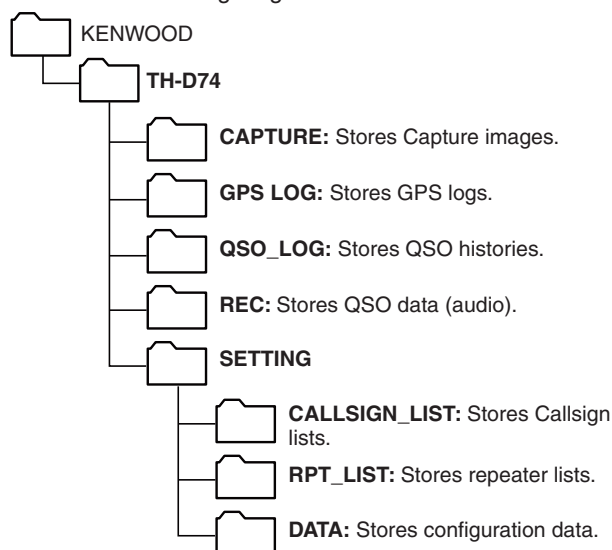 KENWOOD
TH-D74
CAPTURE: Stores Capture images.
GPS LOG: Stores GPS logs.
QSO_LOG: Stores QSO histories.
REC: Stores QSO data (audio).
SETTING
CALLSIGN_LIST: Stores Callsign
lists.
RPT_LIST: Stores repeater lists.
DATA: Stores configuration data.